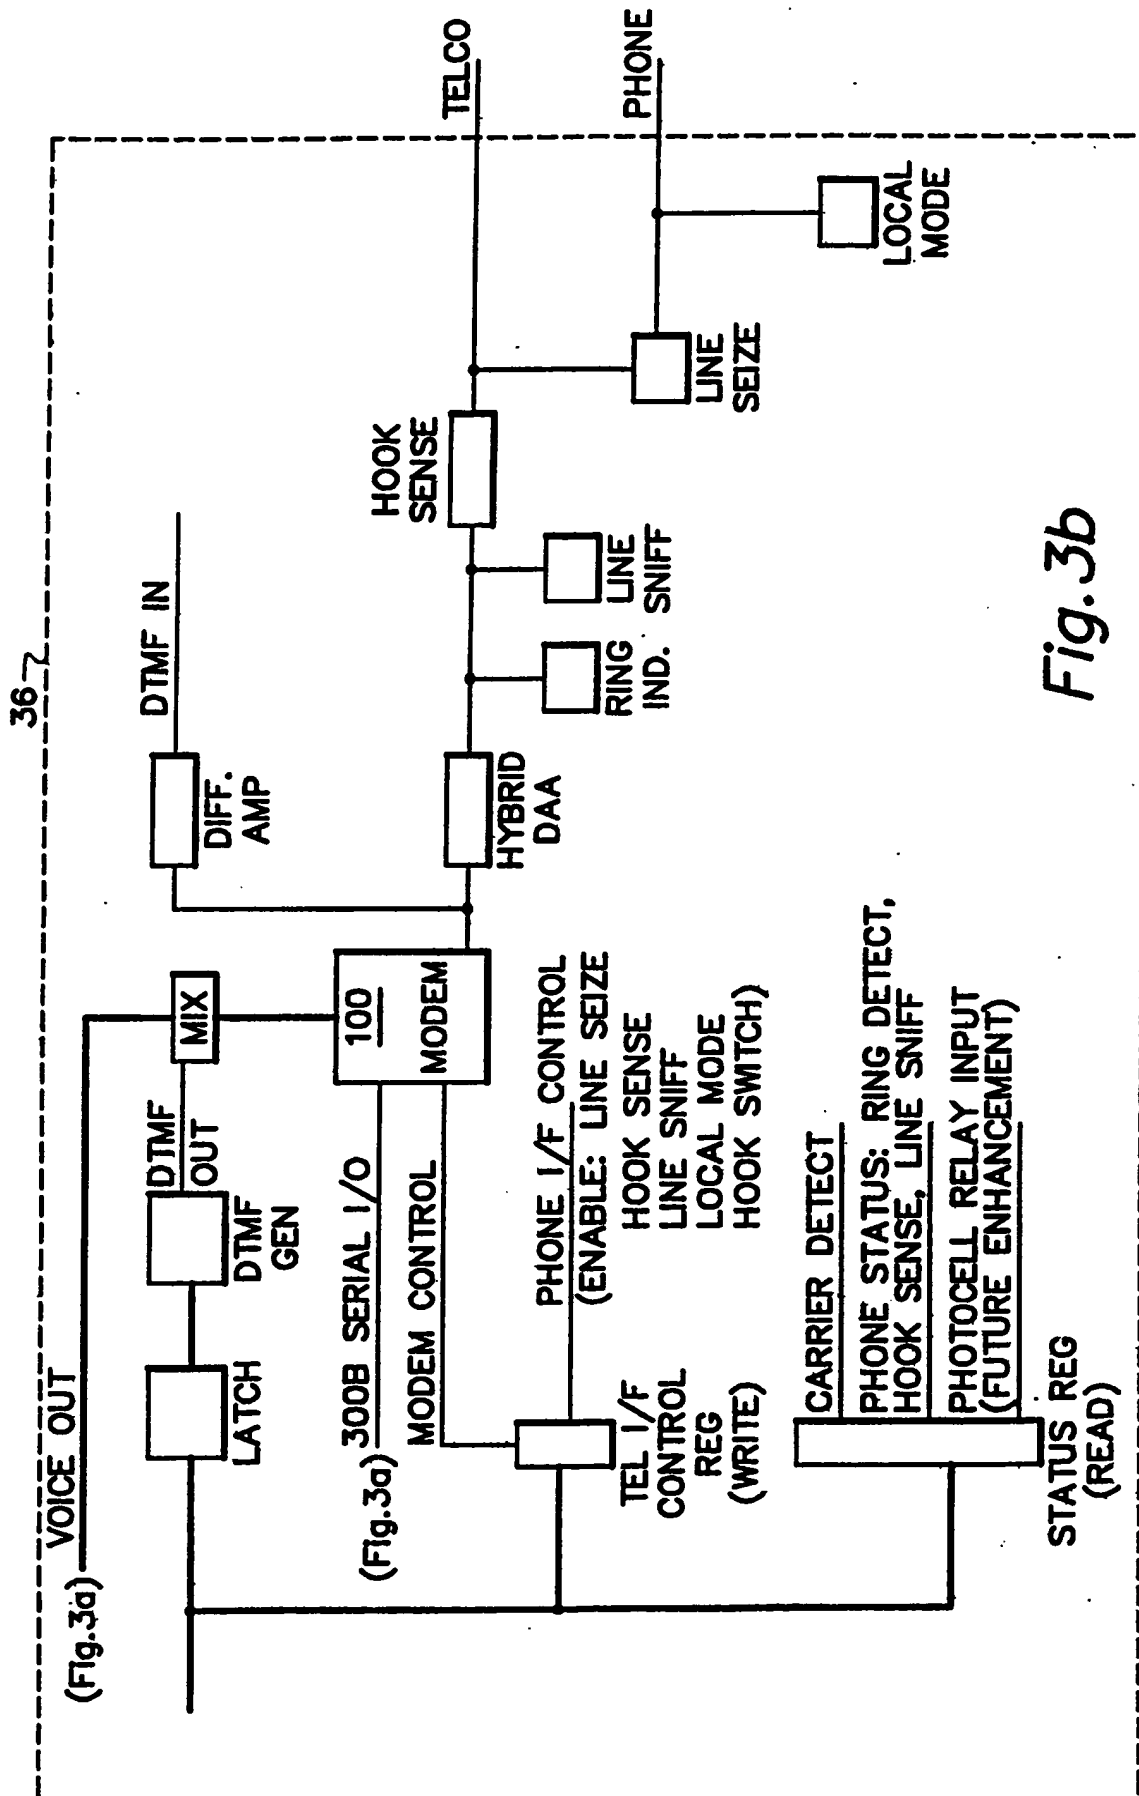 36
(Fig.3a)
VOICE OUT
LATCH
DTMF
GEN
DTMF
OUT
MIX
DIFF.
AMP
DTMF IN
(Fig.3a)
300B SERIAL I/O
MODEM CONTROL
100
MODEM
HYBRID
DAA
RING
IND.
LINE
SNIFF
HOOK
SENSE
TELCO
PHONE
LINE
SEIZE
LOCAL
MODE
TEL I/F
CONTROL
REG
(WRITE)
PHONE I/F CONTROL
(ENABLE: LINE SEIZE
HOOK SENSE
LINE SNIFF
LOCAL MODE
HOOK SWITCH)
CARRIER DETECT
PHONE STATUS: RING DETECT,
HOOK SENSE, LINE SNIFF
PHOTOCELL RELAY INPUT
(FUTURE ENHANCEMENT)
STATUS REG
(READ)
Fig.3b